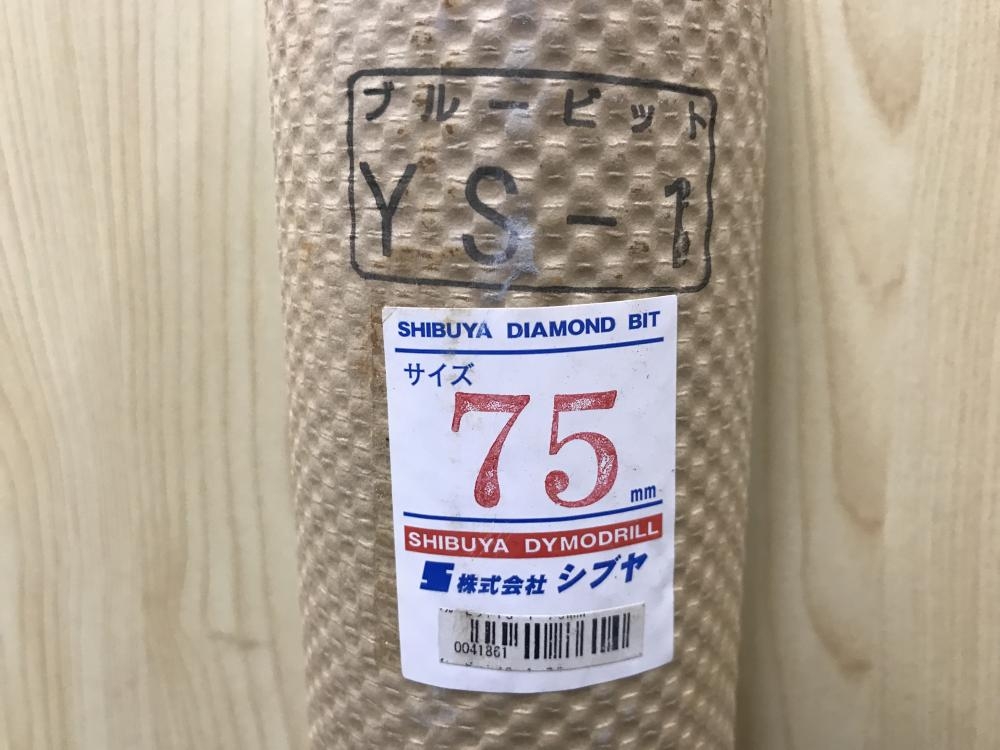 ブルービット
YS-1
SHIBUYA DIAMOND BIT
サイズ
75
mm
SHIBUYA DYMODRILL
株式会社 シブヤ
0041861